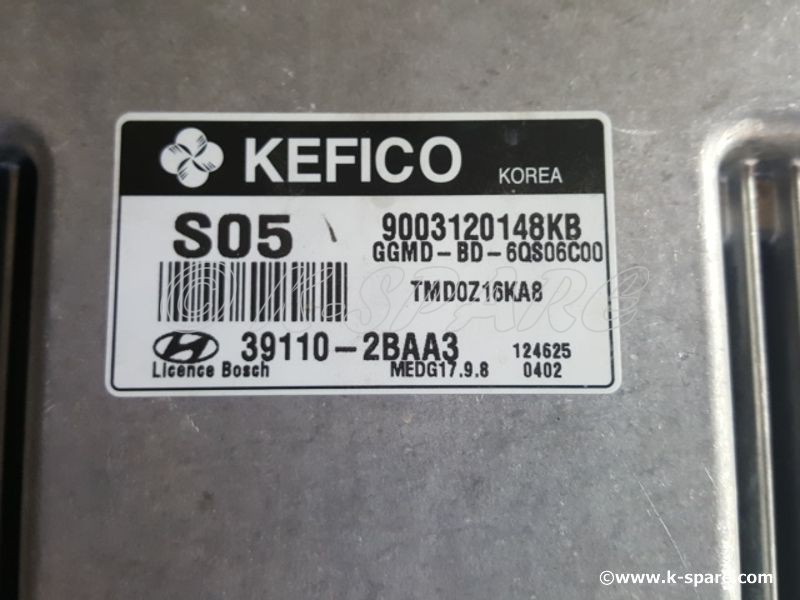 KEFICO KOREA
S05 9003120148KB
GGMD-BD-6QS06C00
TMD0Z16KA8
39110-2BAA3 124625
Licence Bosch MEDG17.9.8 0402
© K-SPARE
©www.k-spare.com